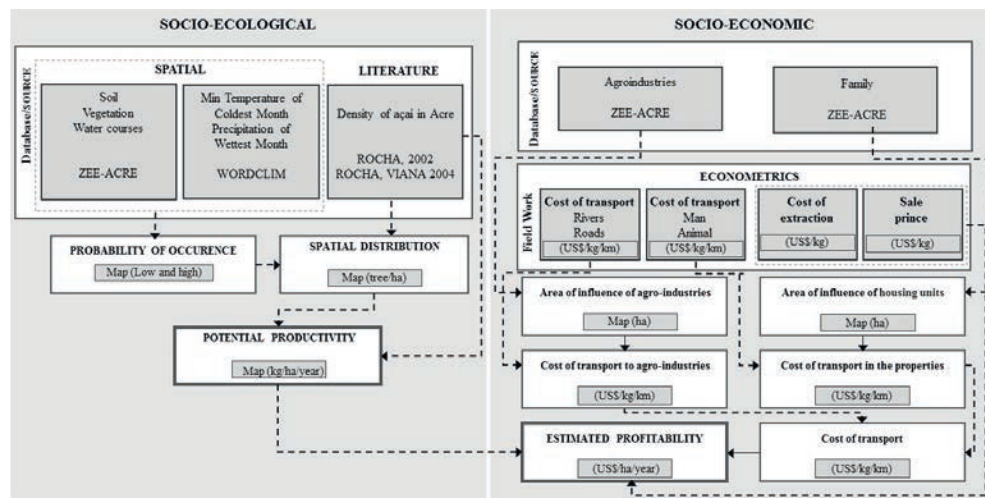 SOCIO-ECOLOGICAL
Database/SOURCE
SPATIAL
Soil
Vegetation
Water courses
ZEE-ACRE
Min Temperature of
Coldest Month
Precipitation of
Wettest Month
WORDCLIM
LITERATURE
Density of açai in Acre
ROCHA, 2002
ROCHA, VIANA 2004
PROBABILITY OF OCCURENCE
Map (Low and high)
SPATIAL DISTRIBUTION
Map (tree/ha)
POTENTIAL PRODUCTIVITY
Map (kg/ha/year)
SOCIO-ECONOMIC
Database/SOURCE
Agroindustries
ZEE-ACRE
Family
ZEE-ACRE
Field Work
ECONOMETRICS
Cost of transport
Rivers
Roads
(US$/kg/km)
Cost of transport
Man
Animal
(US$/kg/km)
Cost of
extraction
(US$/kg)
Sale
prince
(US$/kg)
Area of influence of agro-industries
Map (ha)
Area of influence of housing units
Map (ha)
Cost of transport to agro-industries
(US$/kg/km)
Cost of transport in the properties
(US$/kg/km)
ESTIMATED PROFITABILITY
(US$/ha/year)
Cost of transport
(US$/kg/km)